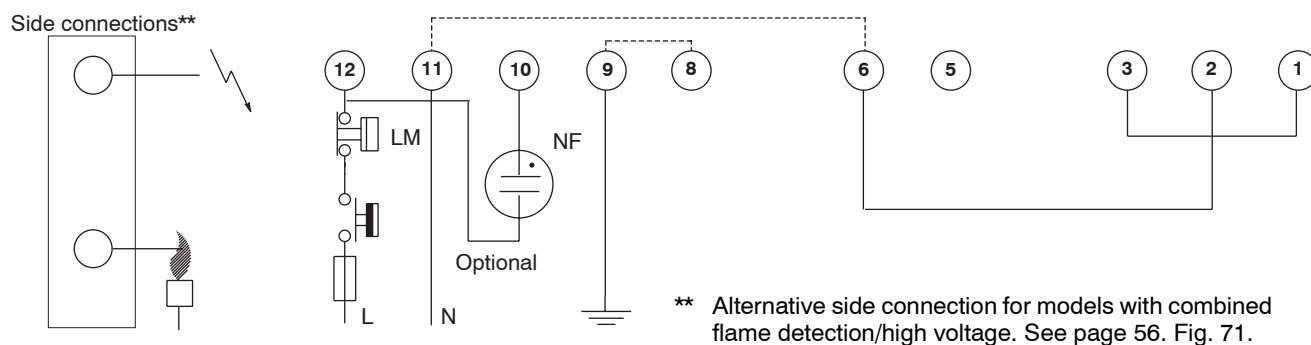 Side connections**
12 11 10 9 8 6 5 3 2 1
LM
NF
Optional
L N
** Alternative side connection for models with combined
flame detection/high voltage. See page 56. Fig. 71.